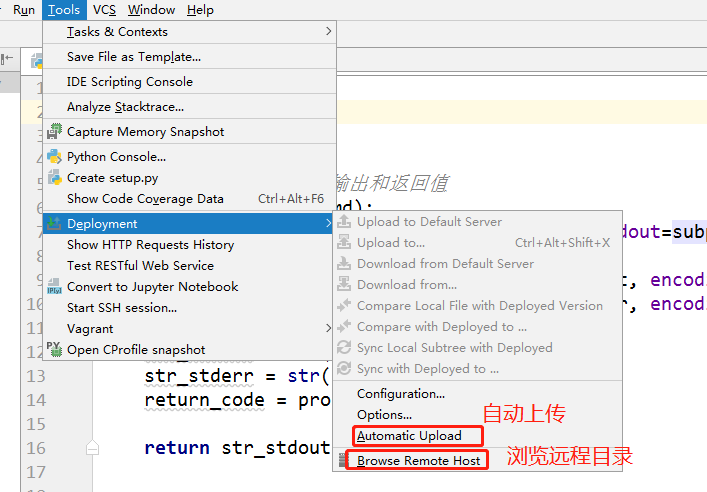 Run Tools VCS Window Help
Tasks & Contexts
Save File as Template...
IDE Scripting Console
Analyze Stacktrace...
Capture Memory Snapshot
Python Console...
Create setup.py
Show Code Coverage Data Ctrl+Alt+F6
Deployment
Show HTTP Requests History
Test RESTful Web Service
Convert to Jupyter Notebook
Start SSH session...
Vagrant
Open CProfile snapshot
Upload to Default Server
Upload to... Ctrl+Alt+Shift+X
Download from Default Server
Download from...
Compare Local File with Deployed Version
Compare with Deployed to ...
Sync Local Subtree with Deployed
Sync with Deployed to ...
Configuration...
Options...
Automatic Upload
自动上传
Browse Remote Host
浏览远程目录
输出和返回值
md):
dout=subp
t, encodi
r, encodi
13 str_stderr = str(
14 return_code = pro
15
16 return str_stdout